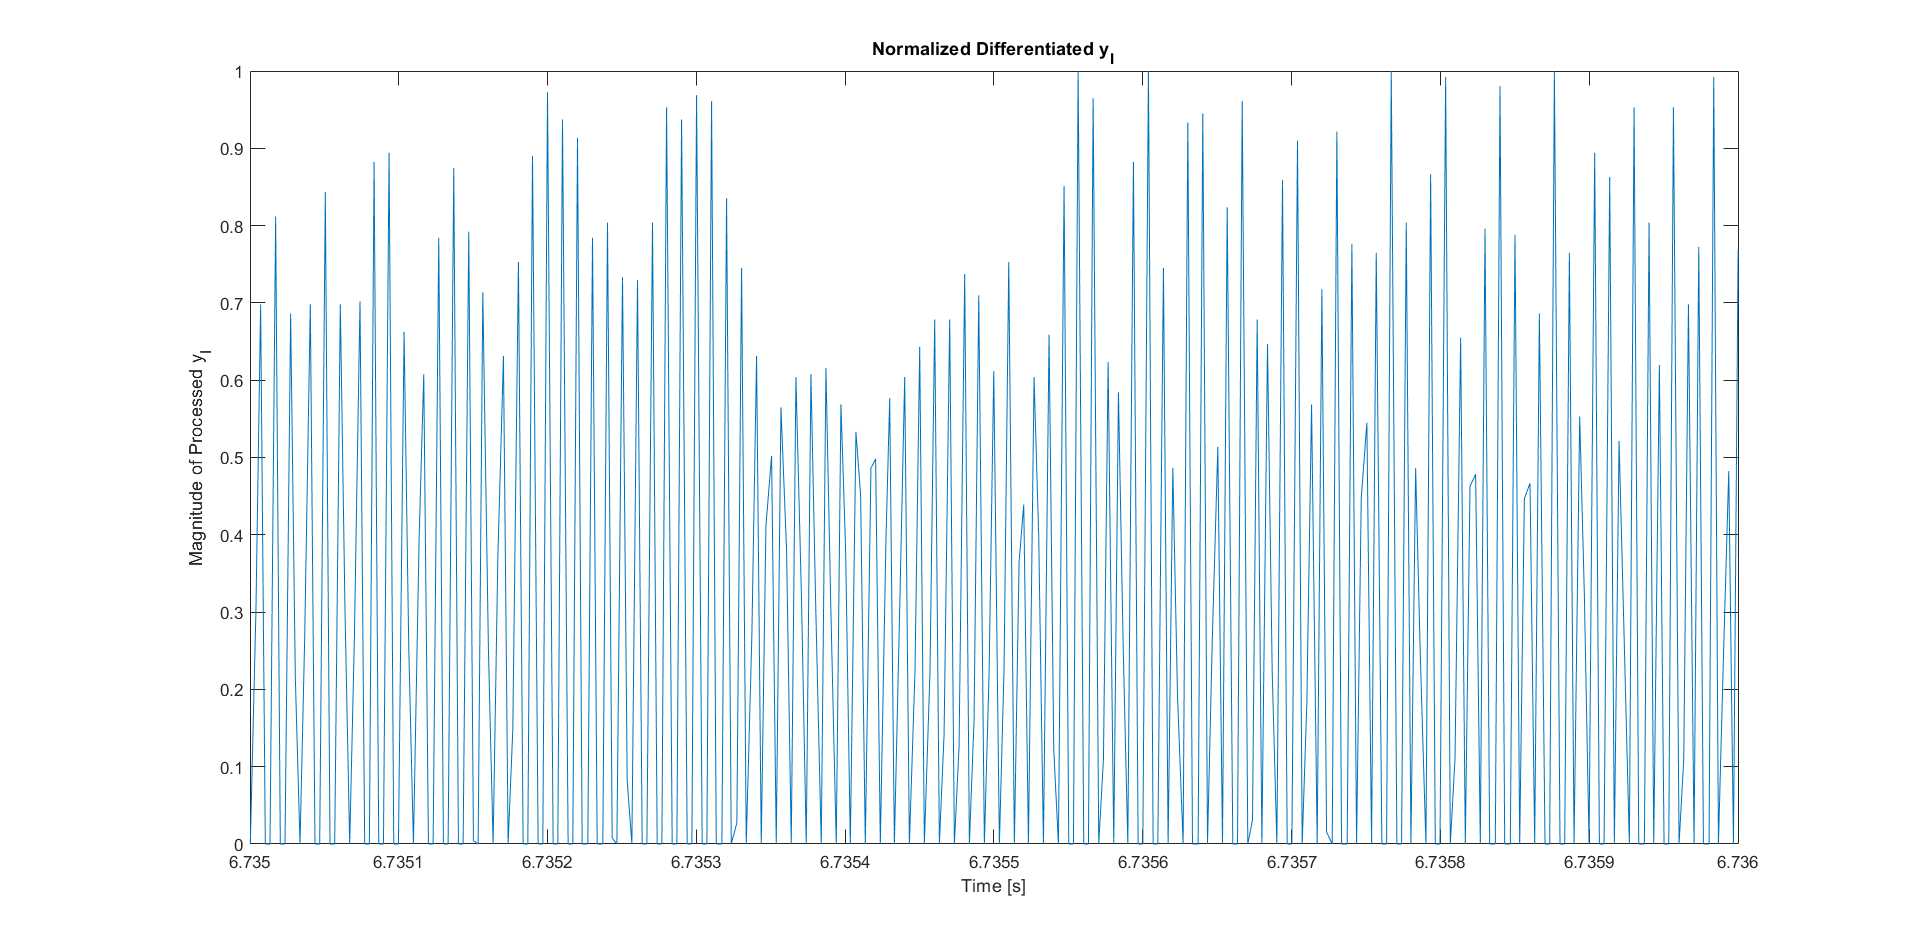 Normalized Differentiated y_I
1
0.9
0.8
0.7
0.6
0.5
0.4
0.3
0.2
0.1
0
Magnitude of Processed y_I
6.735 6.7351 6.7352 6.7353 6.7354 6.7355 6.7356 6.7357 6.7358 6.7359 6.736
Time [s]